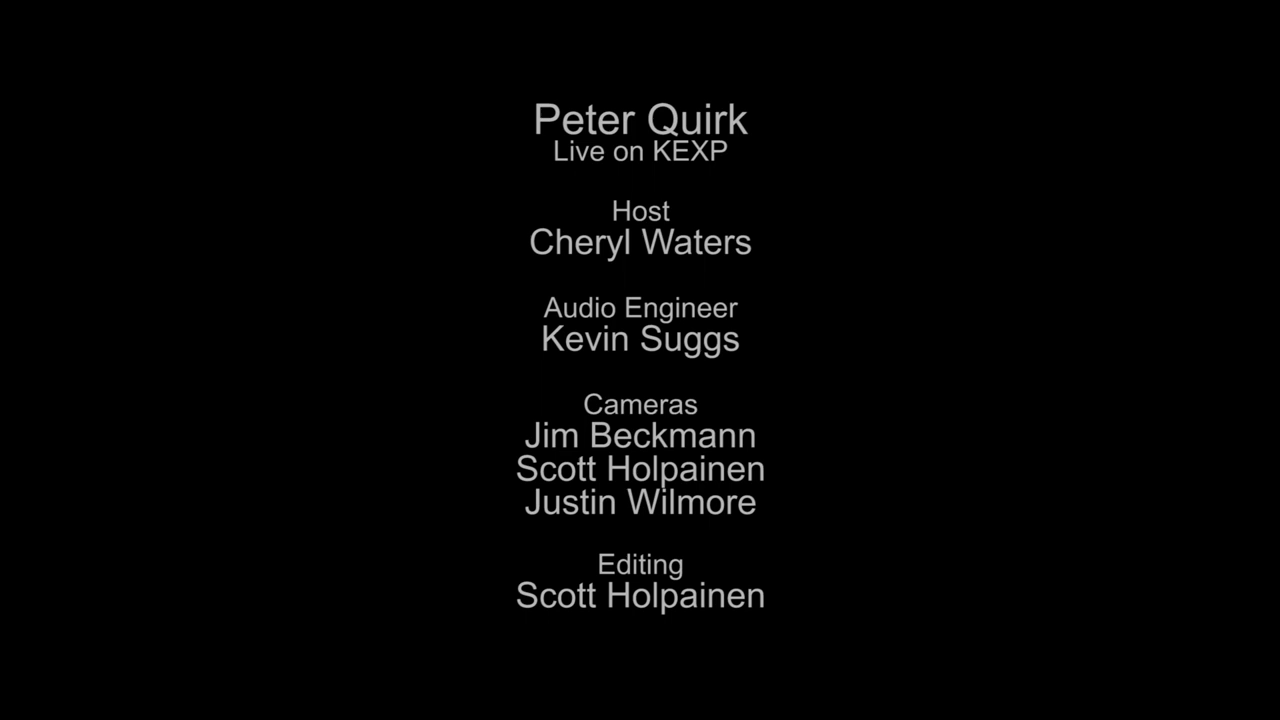 Peter Quirk
Live on KEXP
Host
Cheryl Waters
Audio Engineer
Kevin Suggs
Cameras
Jim Beckmann
Scott Holpainen
Justin Wilmore
Editing
Scott Holpainen